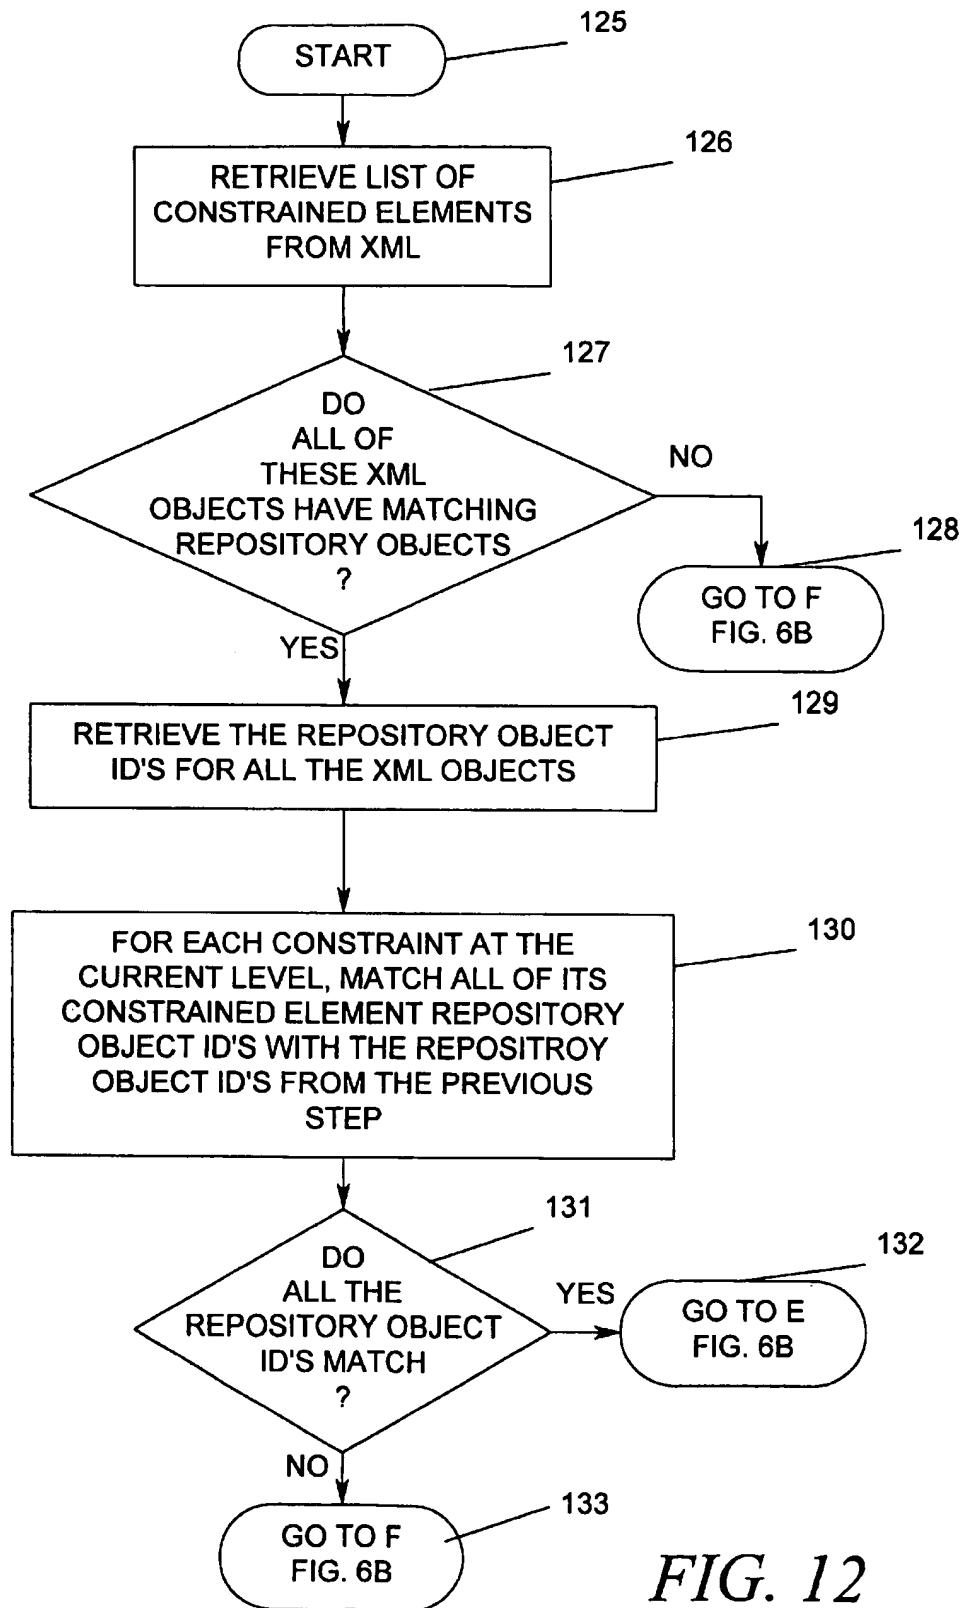 125
START
126
RETRIEVE LIST OF
CONSTRAINED ELEMENTS
FROM XML
127
DO
ALL OF
THESE XML
OBJECTS HAVE MATCHING
REPOSITORY OBJECTS
?
NO
128
GO TO F
FIG. 6B
YES
129
RETRIEVE THE REPOSITORY OBJECT
ID'S FOR ALL THE XML OBJECTS
130
FOR EACH CONSTRAINT AT THE
CURRENT LEVEL, MATCH ALL OF ITS
CONSTRAINED ELEMENT REPOSITORY
OBJECT ID'S WITH THE REPOSITROY
OBJECT ID'S FROM THE PREVIOUS
STEP
131
DO
ALL THE
REPOSITORY OBJECT
ID'S MATCH
?
YES
132
GO TO E
FIG. 6B
NO
133
GO TO F
FIG. 6B
FIG. 12